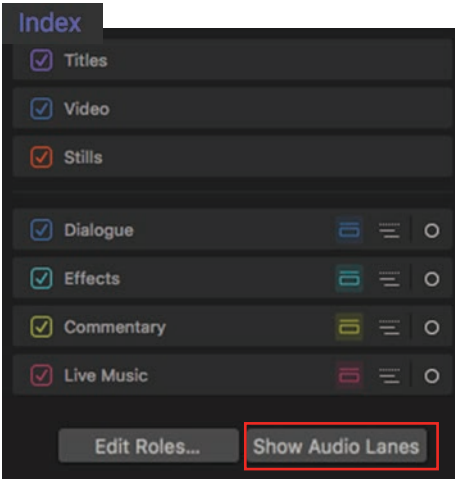 Index
Titles
Video
Stills
Dialogue
Effects
Commentary
Live Music
Edit Roles... Show Audio Lanes